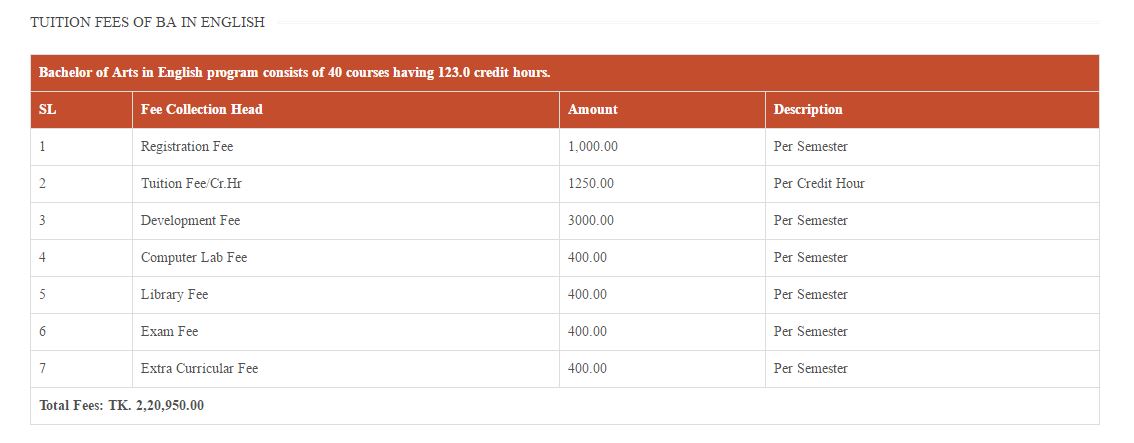 TUITION FEES OF BA IN ENGLISH
Bachelor of Arts in English program consists of 40 courses having 123.0 credit hours.
SL Fee Collection Head Amount Description
1 Registration Fee 1,000.00 Per Semester
2 Tuition Fee/Cr.Hr 1250.00 Per Credit Hour
3 Development Fee 3000.00 Per Semester
4 Computer Lab Fee 400.00 Per Semester
5 Library Fee 400.00 Per Semester
6 Exam Fee 400.00 Per Semester
7 Extra Curricular Fee 400.00 Per Semester
Total Fees: TK. 2,20,950.00